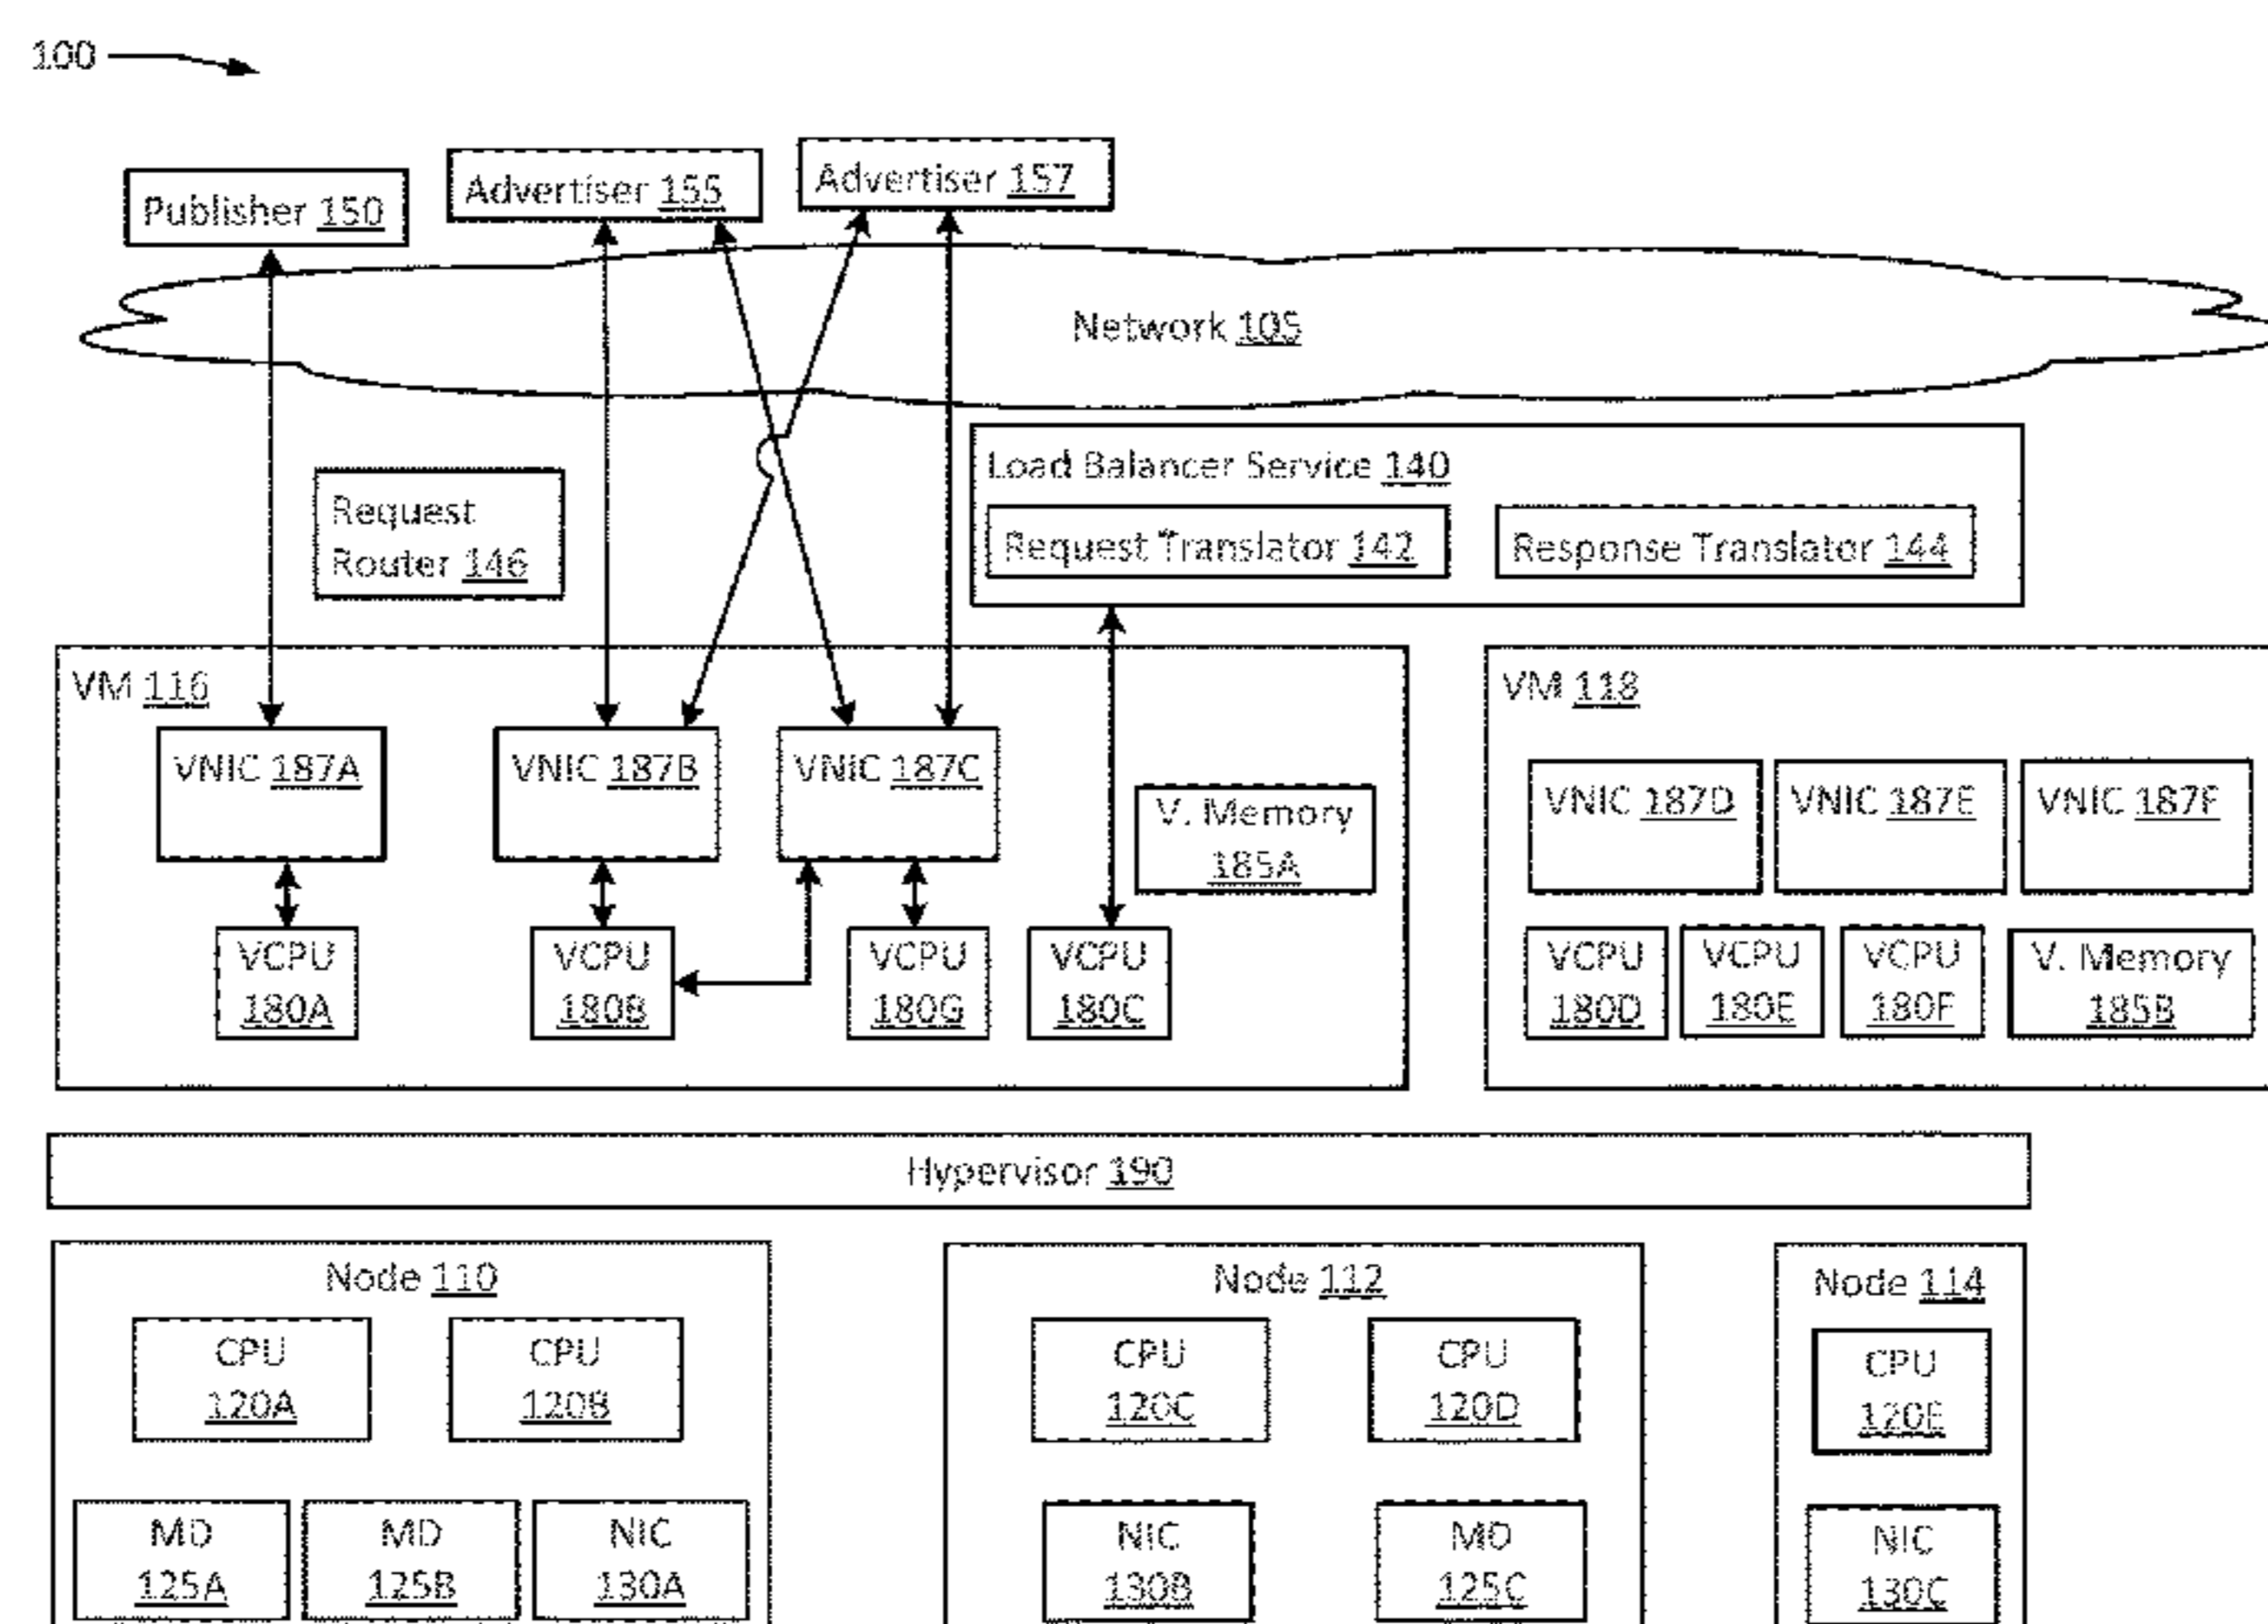 100
Publisher 150
Advertiser 155
Advertiser 157
Network 105
Request
Router 146
Load Balancer Service 140
Request Translator 142
Response Translator 144
VM 116
VNIC 187A
VNIC 187B
VNIC 187C
V. Memory
185A
VCPU
180A
VCPU
180B
VCPU
180G
VCPU
180C
VM 118
VNIC 187D
VNIC 187E
VNIC 187F
VCPU
180D
VCPU
180E
VCPU
180F
V. Memory
185B
Hypervisor 190
Node 110
CPU
120A
CPU
120B
MD
125A
MD
125B
NIC
130A
Node 112
CPU
120C
CPU
120D
NIC
130B
MD
125C
Node 114
CPU
120E
NIC
130C